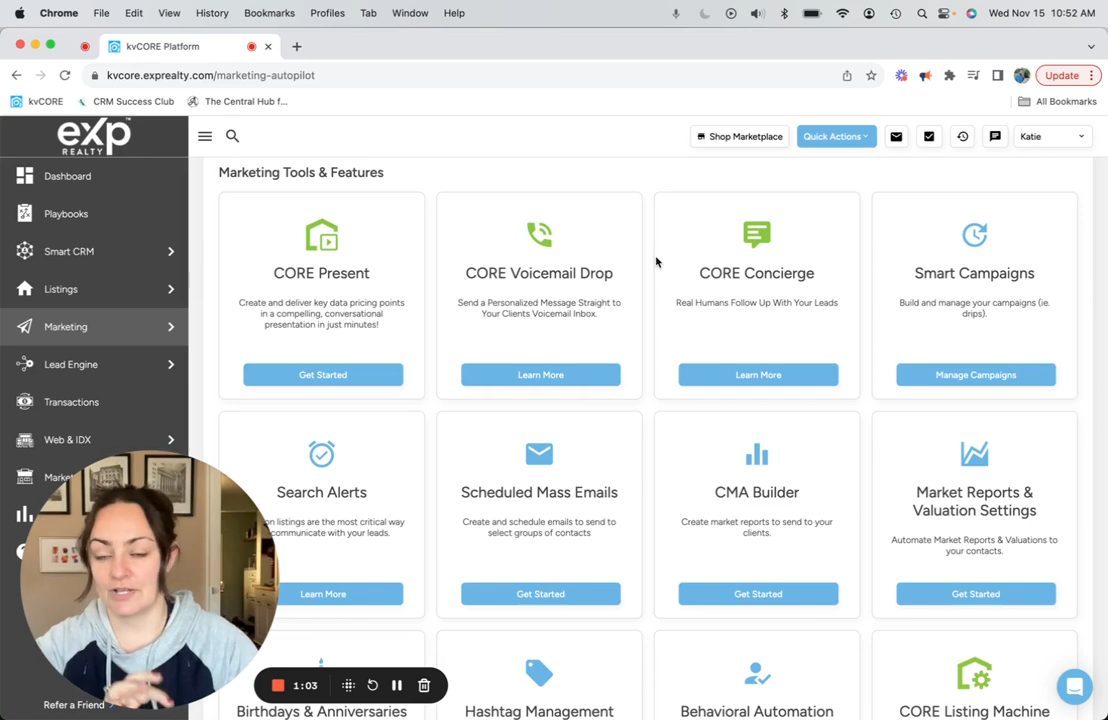 Chrome File Edit View History Bookmarks Profiles Tab Window Help
Wed Nov 15 10:52 AM
kvCORE Platform
kvcore.exprealty.com/marketing-autopilot
Update
kvCORE
CRM Success Club
The Central Hub f...
All Bookmarks
exp
REALTY
Shop Marketplace
Quick Actions
Katie
Dashboard
Playbooks
Smart CRM
Listings
Marketing
Lead Engine
Transactions
Web & IDX
Refer a Friend
Marketing Tools & Features
CORE Present
Create and deliver key data pricing points
in a compelling, conversational
presentation in just minutes!
Get Started
CORE Voicemail Drop
Send a Personalized Message Straight to
Your Clients Voicemail Inbox.
Learn More
CORE Concierge
Real Humans Follow Up With Your Leads
Learn More
Smart Campaigns
Build and manage your campaigns (ie.
drips).
Manage Campaigns
Search Alerts
listings are the most critical way
communicate with your leads.
Learn More
Scheduled Mass Emails
Create and schedule emails to send to
select groups of contacts
Get Started
CMA Builder
Create market reports to send to your
clients.
Get Started
Market Reports &
Valuation Settings
Automate Market Reports & Valuations to
your contacts.
Get Started
1:03
Birthdays & Anniversaries
Hashtag Management
Behavioral Automation
CORE Listing Machine